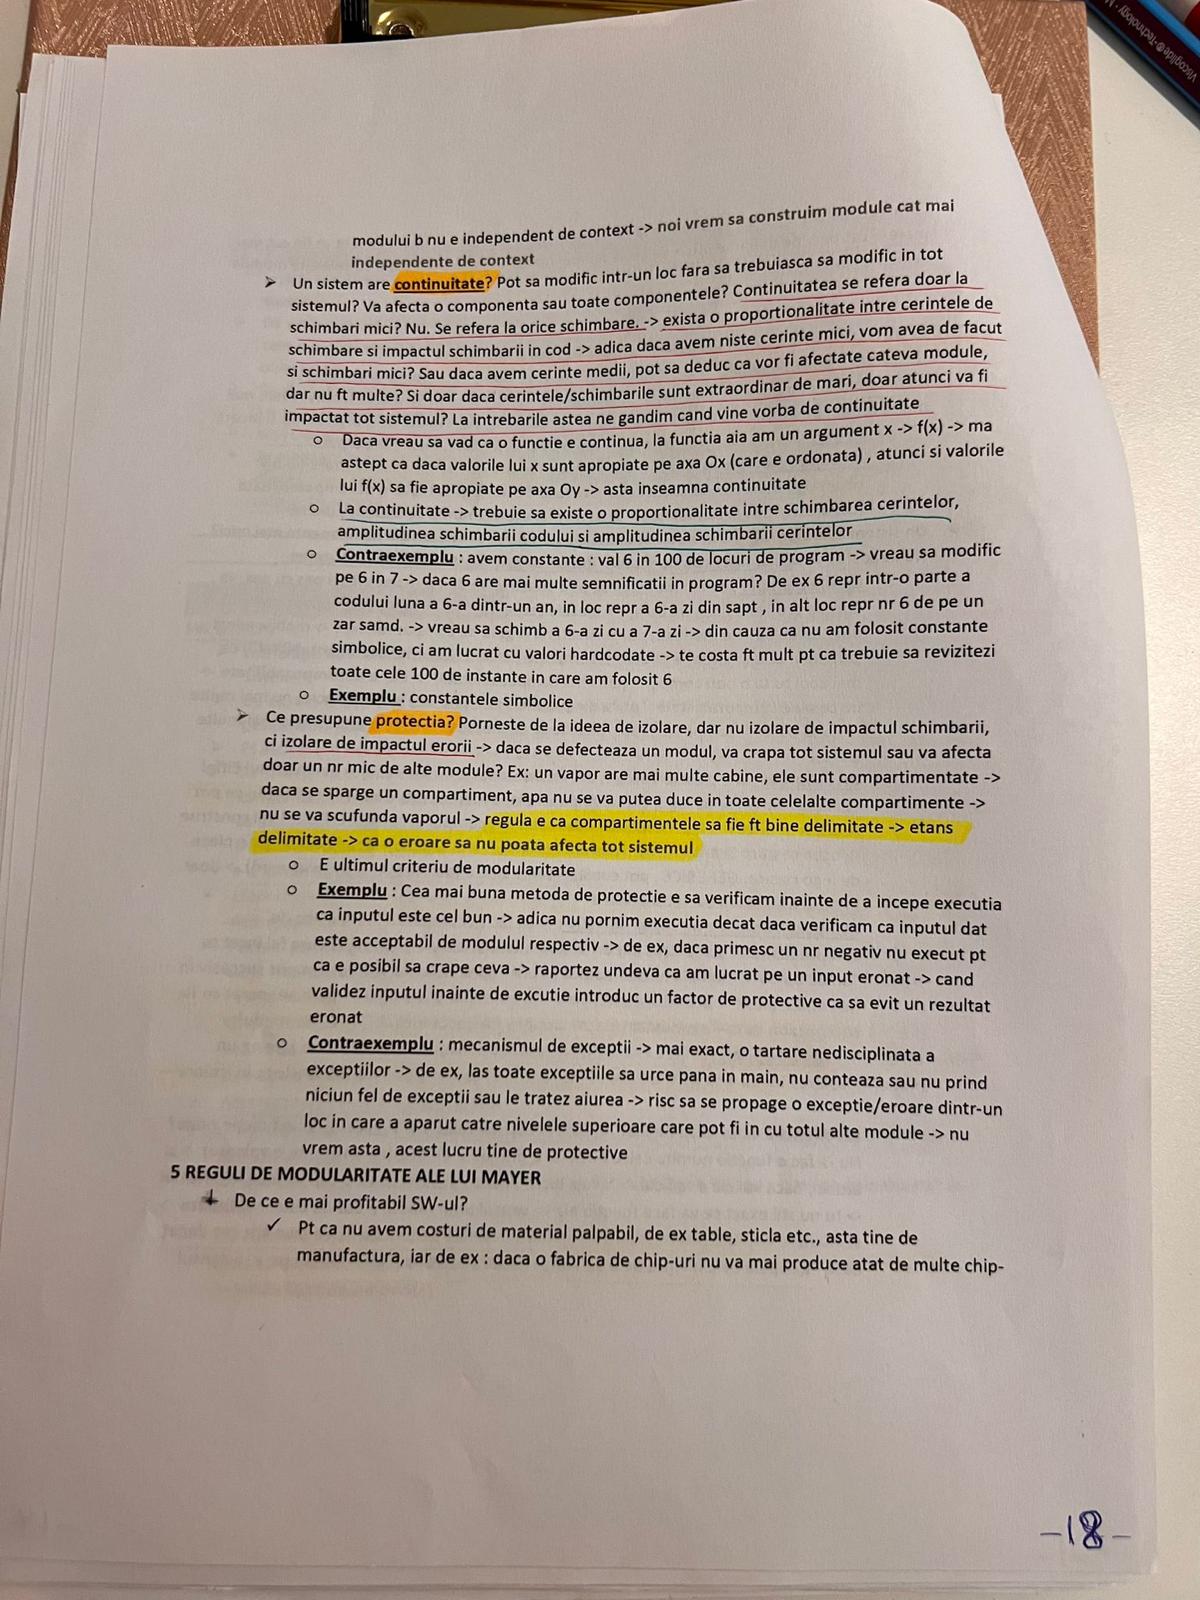 Viscoglide®-Technology · M
modului b nu e independent de context -> noi vrem sa construim module cat mai
independente de context
➢ Un sistem are continuitate? Pot sa modific intr-un loc fara sa trebuiasca sa modific in tot
sistemul? Va afecta o componenta sau toate componentele? Continuitatea se refera doar la
schimbari mici? Nu. Se refera la orice schimbare. -> exista o proportionalitate intre cerintele de
schimbare si impactul schimbarii in cod -> adica daca avem niste cerinte mici, vom avea de facut
si schimbari mici? Sau daca avem cerinte medii, pot sa deduc ca vor fi afectate cateva module,
dar nu ft multe? Si doar daca cerintele/schimbarile sunt extraordinar de mari, doar atunci va fi
impactat tot sistemul? La intrebarile astea ne gandim cand vine vorba de continuitate
o Daca vreau sa vad ca o functie e continua, la functia aia am un argument x -> f(x) -> ma
astept ca daca valorile lui x sunt apropiate pe axa Ox (care e ordonata) , atunci si valorile
lui f(x) sa fie apropiate pe axa Oy -> asta inseamna continuitate
o La continuitate -> trebuie sa existe o proportionalitate intre schimbarea cerintelor,
amplitudinea schimbarii codului si amplitudinea schimbarii cerintelor
o Contraexemplu : avem constante : val 6 in 100 de locuri de program -> vreau sa modific
pe 6 in 7 -> daca 6 are mai multe semnificatii in program? De ex 6 repr intr-o parte a
codului luna a 6-a dintr-un an, in loc repr a 6-a zi din sapt , in alt loc repr nr 6 de pe un
zar samd. -> vreau sa schimb a 6-a zi cu a 7-a zi -> din cauza ca nu am folosit constante
simbolice, ci am lucrat cu valori hardcodate -> te costa ft mult pt ca trebuie sa revizitezi
toate cele 100 de instante in care am folosit 6
o Exemplu : constantele simbolice
➢ Ce presupune protectia? Porneste de la ideea de izolare, dar nu izolare de impactul schimbarii,
ci izolare de impactul erorii -> daca se defecteaza un modul, va crapa tot sistemul sau va afecta
doar un nr mic de alte module? Ex: un vapor are mai multe cabine, ele sunt compartimentate ->
daca se sparge un compartiment, apa nu se va putea duce in toate celelalte compartimente ->
nu se va scufunda vaporul -> regula e ca compartimentele sa fie ft bine delimitate -> etans
delimitate -> ca o eroare sa nu poata afecta tot sistemul
o E ultimul criteriu de modularitate
o Exemplu : Cea mai buna metoda de protectie e sa verificam inainte de a incepe executia
ca inputul este cel bun -> adica nu pornim executia decat daca verificam ca inputul dat
este acceptabil de modulul respectiv -> de ex, daca primesc un nr negativ nu execut pt
ca e posibil sa crape ceva -> raportez undeva ca am lucrat pe un input eronat -> cand
validez inputul inainte de excutie introduc un factor de protective ca sa evit un rezultat
eronat
o Contraexemplu : mecanismul de exceptii -> mai exact, o tartare nedisciplinata a
exceptiilor -> de ex, las toate exceptiile sa urce pana in main, nu conteaza sau nu prind
niciun fel de exceptii sau le tratez aiurea -> risc sa se propage o exceptie/eroare dintr-un
loc in care a aparut catre nivelele superioare care pot fi in cu totul alte module -> nu
vrem asta , acest lucru tine de protective
5 REGULI DE MODULARITATE ALE LUI MAYER
De ce e mai profitabil SW-ul?
✓ Pt ca nu avem costuri de material palpabil, de ex table, sticla etc., asta tine de
manufactura, iar de ex : daca o fabrica de chip-uri nu va mai produce atat de multe chip-
-18-